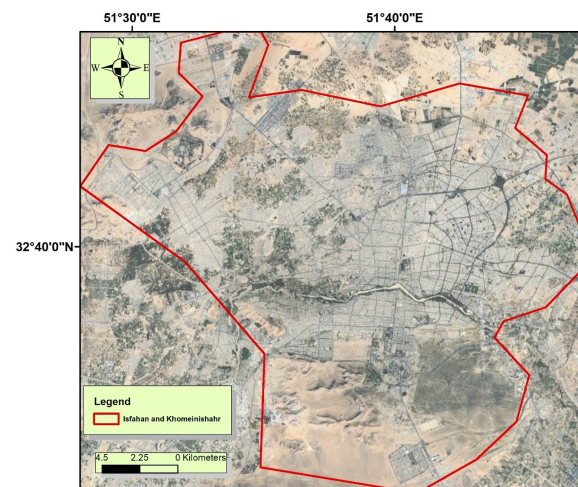 51°30'0"E 51°40'0"E
N
W E
S
32°40'0"N
Legend
Isfahan and Khomeinishahr
4.5 2.25 0 Kilometers